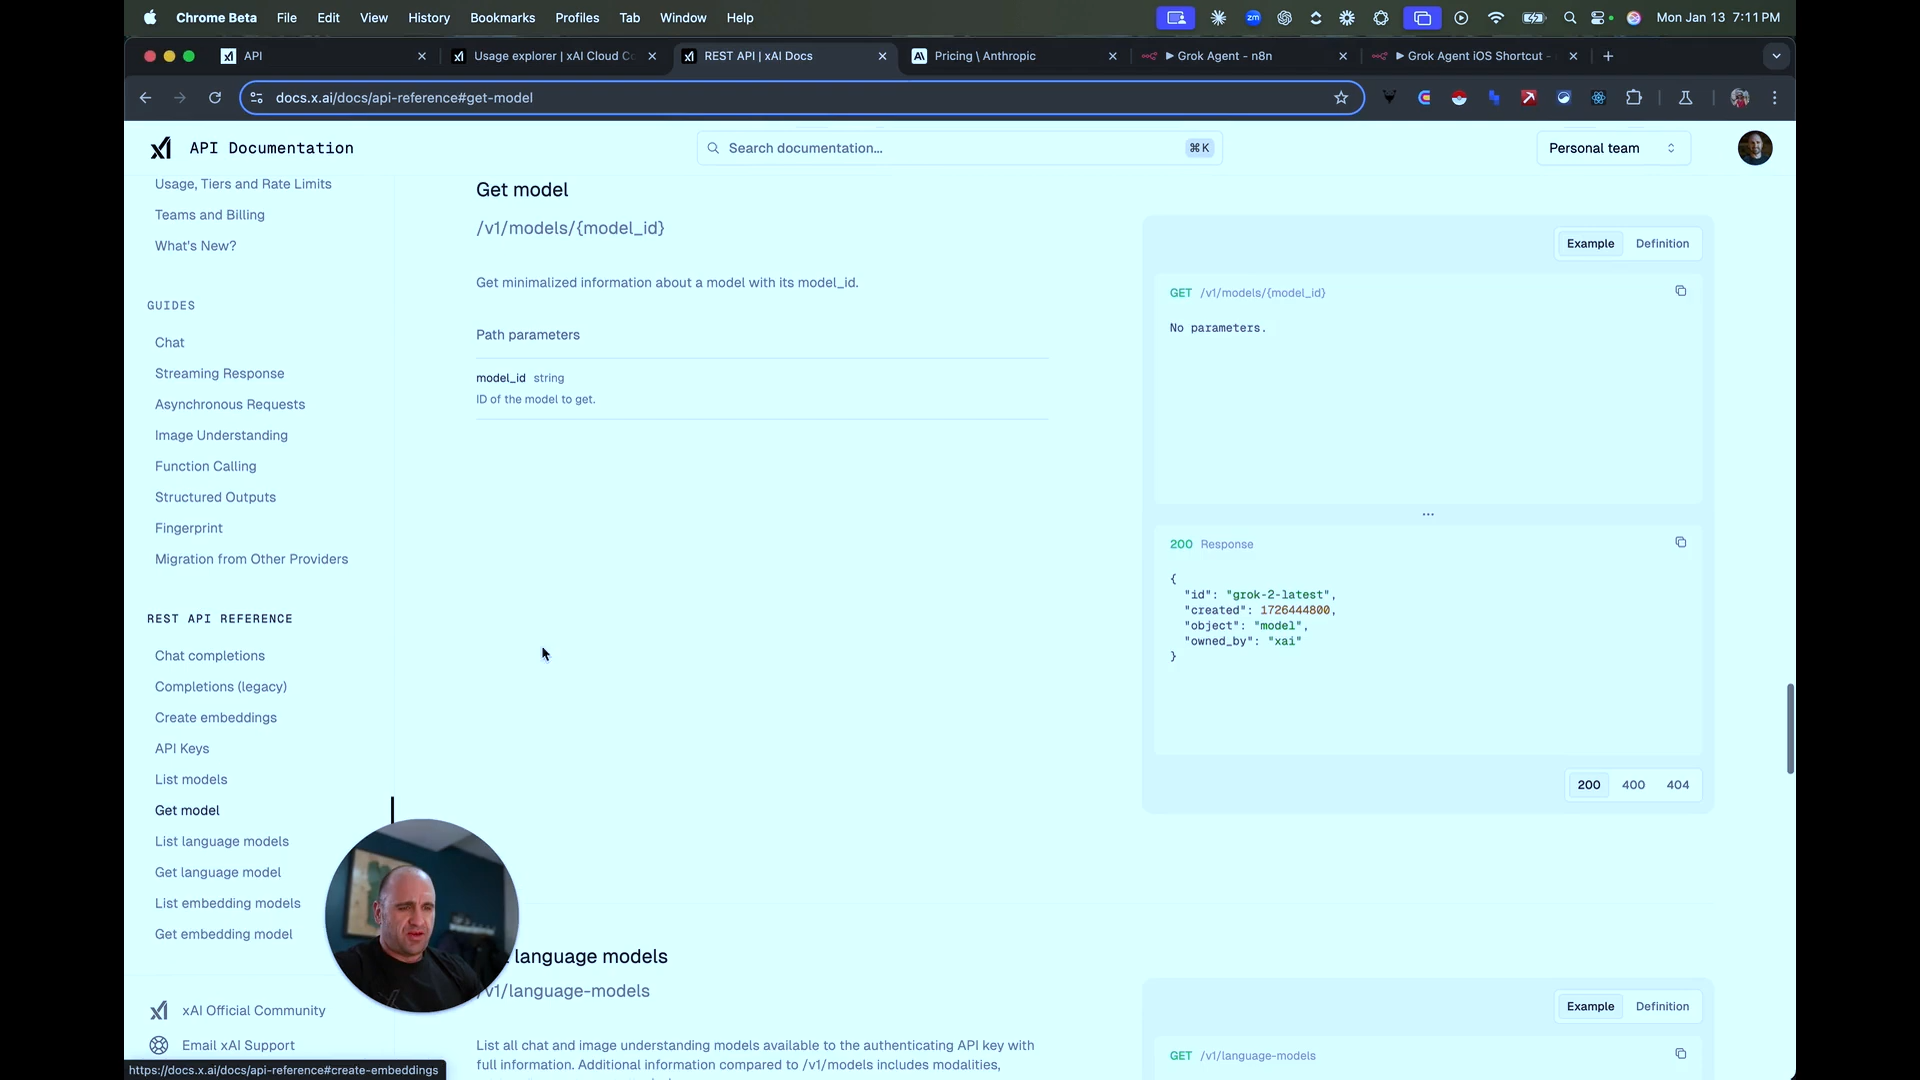 Chrome Beta File Edit View History Bookmarks Profiles Tab Window Help
zm
Mon Jan 13 7:11 PM
API
Usage explorer | xAI Cloud Co
REST API | xAI Docs
Pricing \ Anthropic
▶ Grok Agent - n8n
▶ Grok Agent iOS Shortcut -
docs.x.ai/docs/api-reference#get-model
API Documentation
Search documentation...
⌘ K
Personal team
Usage, Tiers and Rate Limits
Teams and Billing
What's New?
GUIDES
Chat
Streaming Response
Asynchronous Requests
Image Understanding
Function Calling
Structured Outputs
Fingerprint
Migration from Other Providers
REST API REFERENCE
Chat completions
Completions (legacy)
Create embeddings
API Keys
List models
Get model
List language models
Get language model
List embedding models
Get embedding model
xAI Official Community
Email xAI Support
https://docs.x.ai/docs/api-reference#create-embeddings
Get model
/v1/models/{model_id}
Get minimalized information about a model with its model_id.
Path parameters
model_id string
ID of the model to get.
Example Definition
GET /v1/models/{model_id}
No parameters.
...
200 Response
{
"id": "grok-2-latest",
"created": 1726444800,
"object": "model",
"owned_by": "xai"
}
200 400 404
language models
/v1/language-models
List all chat and image understanding models available to the authenticating API key with
full information. Additional information compared to /v1/models includes modalities,
Example Definition
GET /v1/language-models